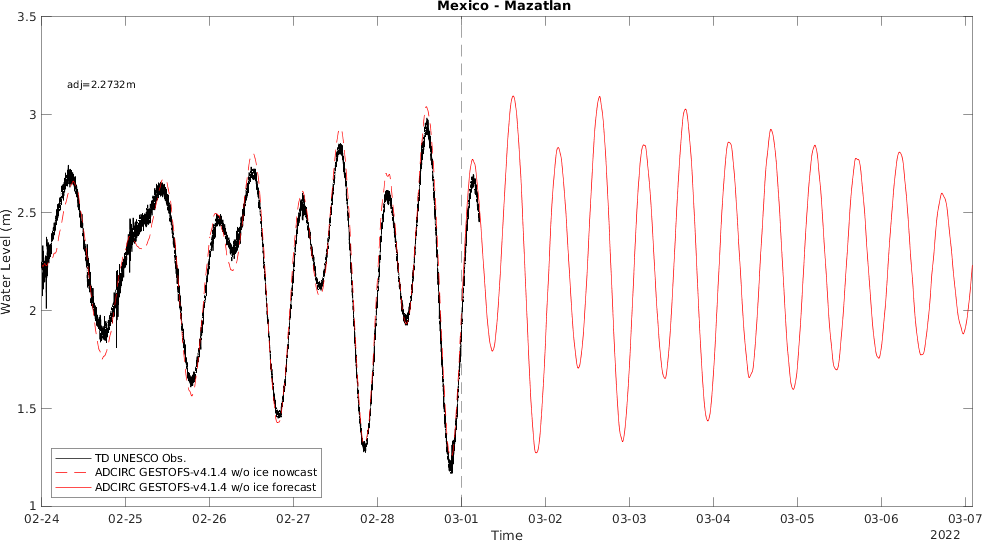 Mexico - Mazatlan
3.5
adj=2.2732m
3
2.5
Water Level (m)
2
1.5
TD UNESCO Obs.
ADCIRC GESTOFS-v4.1.4 w/o ice nowcast
ADCIRC GESTOFS-v4.1.4 w/o ice forecast
1
02-24 02-25 02-26 02-27 02-28 03-01 03-02 03-03 03-04 03-05 03-06 03-07
Time
2022